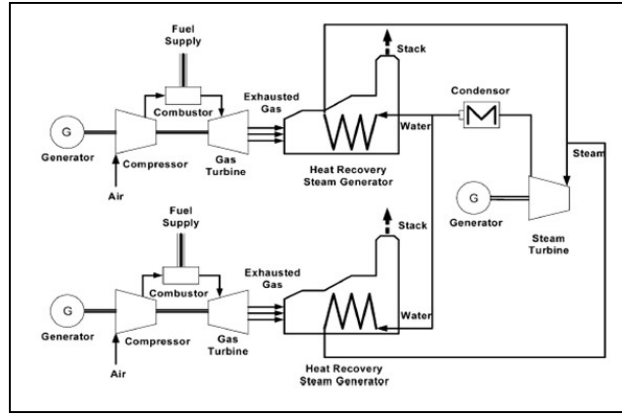 Fuel
Supply
Stack
Combustor
Exhausted
Gas
Condensor
G
Water
Generator
Compressor
Gas
Turbine
Heat Recovery
Steam Generator
Steam
Air
G
Generator
Steam
Turbine
Fuel
Supply
Stack
Combustor
Exhausted
Gas
G
Water
Generator
Compressor
Gas
Turbine
Heat Recovery
Steam Generator
Air